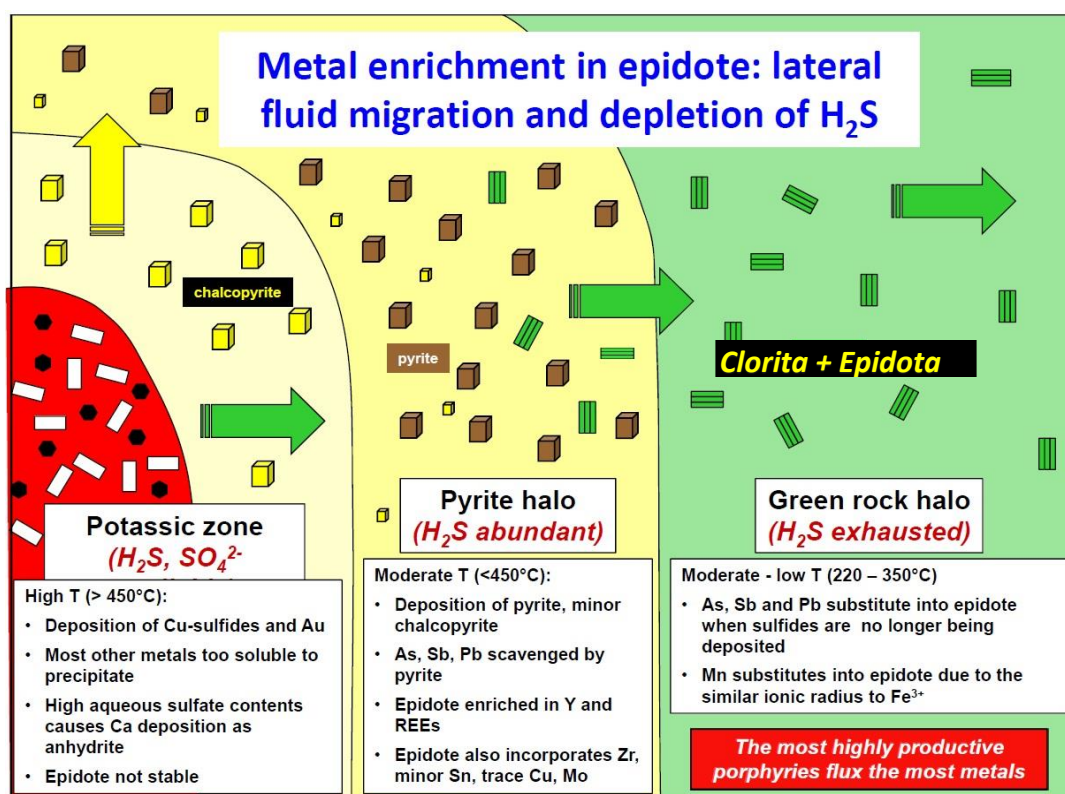 Metal enrichment in epidote: lateral
fluid migration and depletion of H₂S
chalcopyrite
pyrite
Clorita + Epidota
Potassic zone
(H₂S, SO₄²⁻
High T (> 450°C):
• Deposition of Cu-sulfides and Au
• Most other metals too soluble to
precipitate
• High aqueous sulfate contents
causes Ca deposition as
anhydrite
• Epidote not stable
Pyrite halo
(H₂S abundant)
Moderate T (<450°C):
• Deposition of pyrite, minor
chalcopyrite
• As, Sb, Pb scavenged by
pyrite
• Epidote enriched in Y and
REEs
• Epidote also incorporates Zr,
minor Sn, trace Cu, Mo
Green rock halo
(H₂S exhausted)
Moderate - low T (220 – 350°C)
• As, Sb and Pb substitute into epidote
when sulfides are no longer being
deposited
• Mn substitutes into epidote due to the
similar ionic radius to Fe³⁺
The most highly productive
porphyries flux the most metals